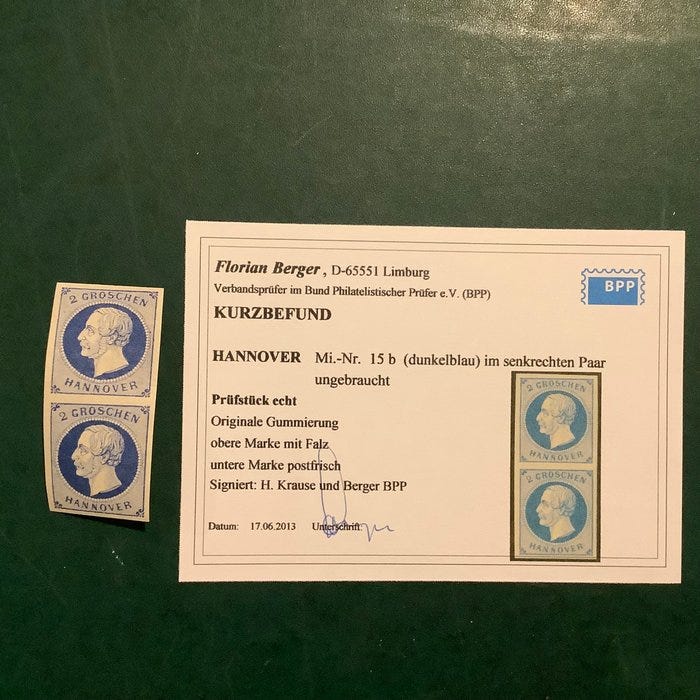 2 GROSCHEN
HANNOVER
2 GROSCHEN
HANNOVER
Florian Berger, D-65551 Limburg
Verbandsprüfer im Bund Philatelistischer Prüfer e.V. (BPP)
BPP
KURZBEFUND
HANNOVER Mi.-Nr. 15 b (dunkelblau) im senkrechten Paar
ungebraucht
Prüfstück echt
Originale Gummierung
obere Marke mit Falz
untere Marke postfrisch
Signiert: H. Krause und Berger BPP
Datum: 17.06.2013 Unterschrift:
2 GROSCHEN
HANNOVER
2 GROSCHEN
HANNOVER